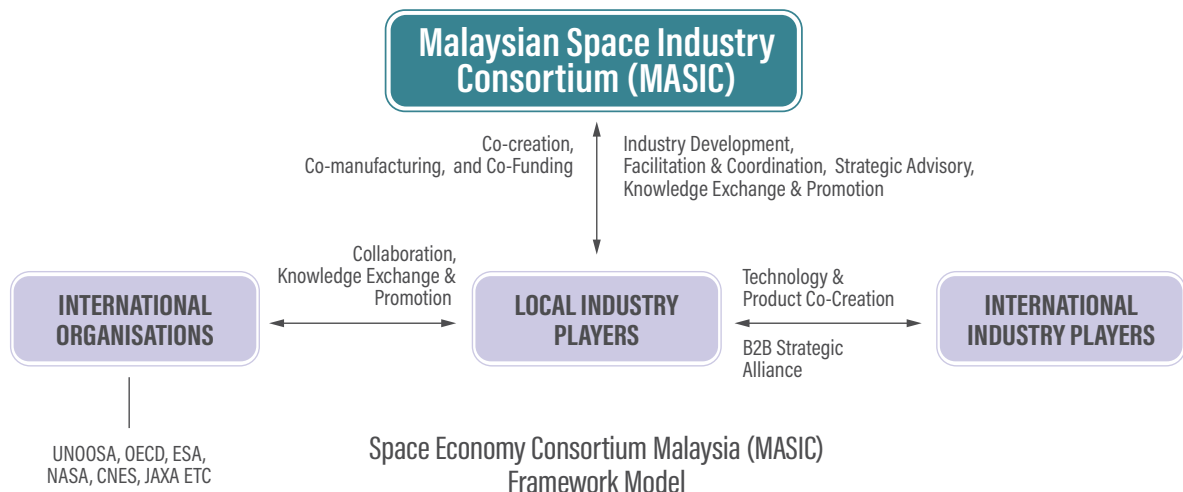 Malaysian Space Industry
Consortium (MASIC)
Co-creation,
Co-manufacturing, and Co-Funding
Industry Development,
Facilitation & Coordination, Strategic Advisory,
Knowledge Exchange & Promotion
Collaboration,
Knowledge Exchange &
Promotion
INTERNATIONAL
ORGANISATIONS
LOCAL INDUSTRY
PLAYERS
Technology &
Product Co-Creation
B2B Strategic
Alliance
INTERNATIONAL
INDUSTRY PLAYERS
UNOOSA, OECD, ESA,
NASA, CNES, JAXA ETC
Space Economy Consortium Malaysia (MASIC)
Framework Model